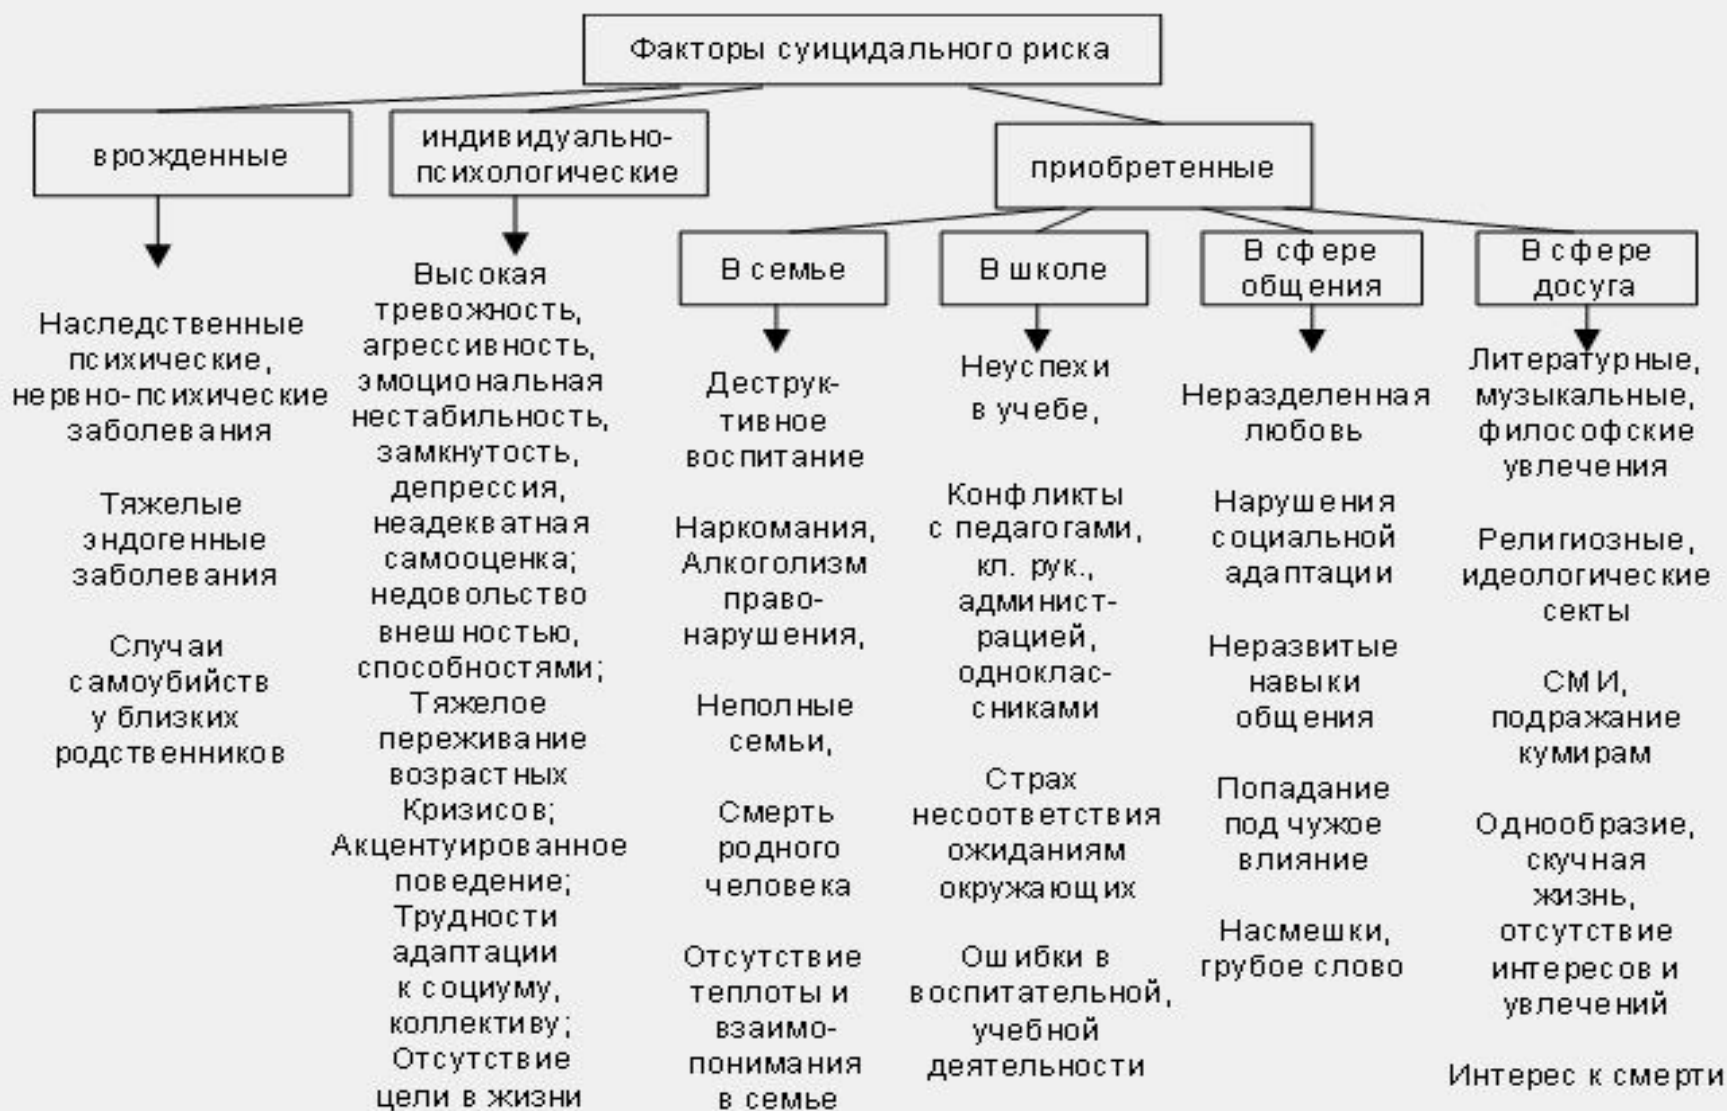 Факторы суицидального риска
врожденные
Наследственные
психические,
нервно-психические
заболевания
Тяжелые
эндогенные
заболевания
Случаи
самоубийств
у близких
родственников
индивидуально-
психологические
Высокая
тревожность,
агрессивность,
эмоциональная
нестабильность,
замкнутость,
депрессия,
неадекватная
самооценка;
недовольство
внешностью,
способностями;
Тяжелое
переживание
возрастных
Кризисов;
Акцентуированное
поведение;
Трудности
адаптации
к социуму,
коллективу;
Отсутствие
цели в жизни
приобретенные
В семье
Деструк-
тивное
воспитание
Наркомания,
Алкоголизм
право-
нарушения,
Неполные
семьи,
Смерть
родного
человека
Отсутствие
теплоты и
взаимо-
понимания
в семье
В школе
Неуспехи
в учебе,
Конфликты
с педагогами,
кл. рук.,
админист-
рацией,
одноклас-
сниками
Страх
несоответствия
ожиданиям
окружающих
Ошибки в
воспитательной,
учебной
деятельности
В сфере
общения
Неразделенная
любовь
Нарушения
социальной
адаптации
Неразвитые
навыки
общения
Попадание
под чужое
влияние
Насмешки,
грубое слово
В сфере
досуга
Литературные,
музыкальные,
философские
увлечения
Религиозные,
идеологические
секты
СМИ,
подражание
кумирам
Однообразие,
скучная
жизнь,
отсутствие
интересов и
увлечений
Интерес к смерти